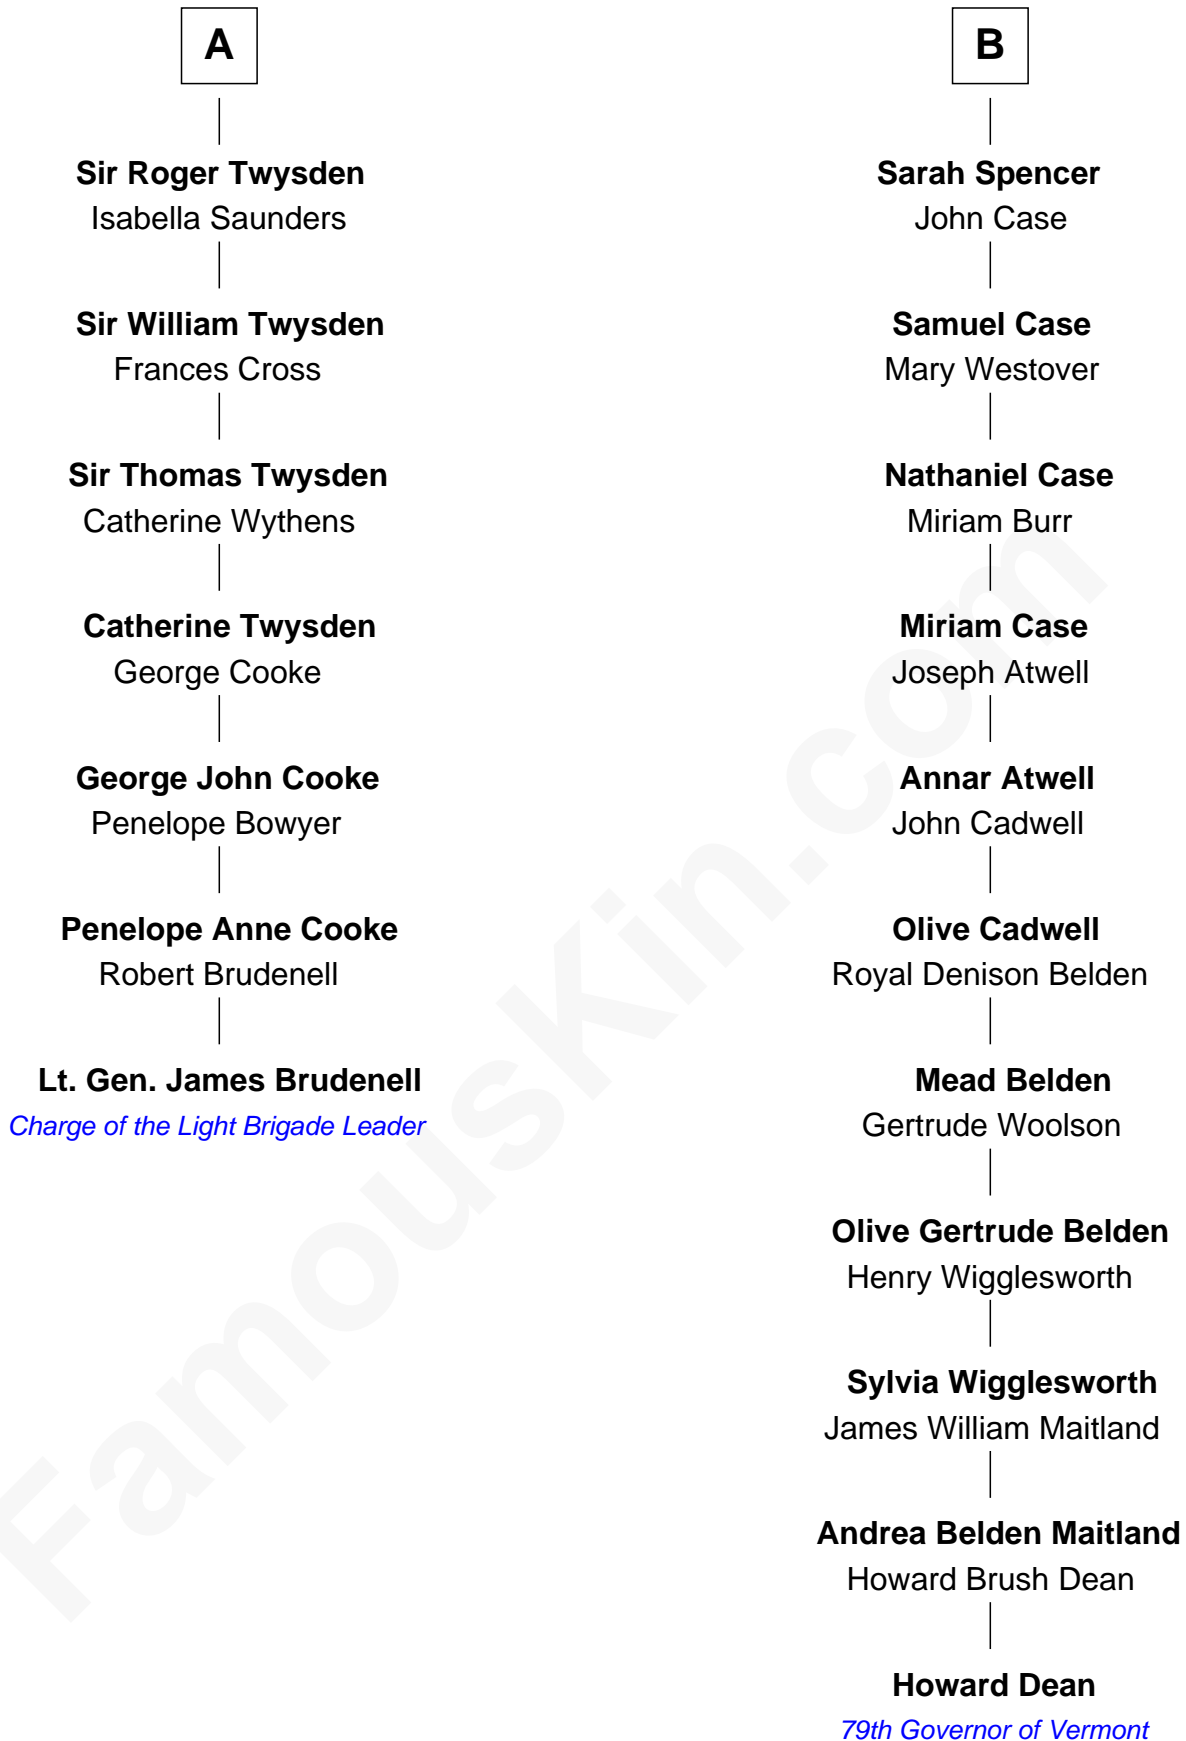 A
Sir Roger Twysden
Isabella Saunders
Sir William Twysden
Frances Cross
Sir Thomas Twysden
Catherine Wythens
Catherine Twysden
George Cooke
George John Cooke
Penelope Bowyer
Penelope Anne Cooke
Robert Brudenell
Lt. Gen. James Brudenell
Charge of the Light Brigade Leader
B
Sarah Spencer
John Case
Samuel Case
Mary Westover
Nathaniel Case
Miriam Burr
Miriam Case
Joseph Atwell
Annar Atwell
John Cadwell
Olive Cadwell
Royal Denison Belden
Mead Belden
Gertrude Woolson
Olive Gertrude Belden
Henry Wigglesworth
Sylvia Wigglesworth
James William Maitland
Andrea Belden Maitland
Howard Brush Dean
Howard Dean
79th Governor of Vermont
FamousKin.com